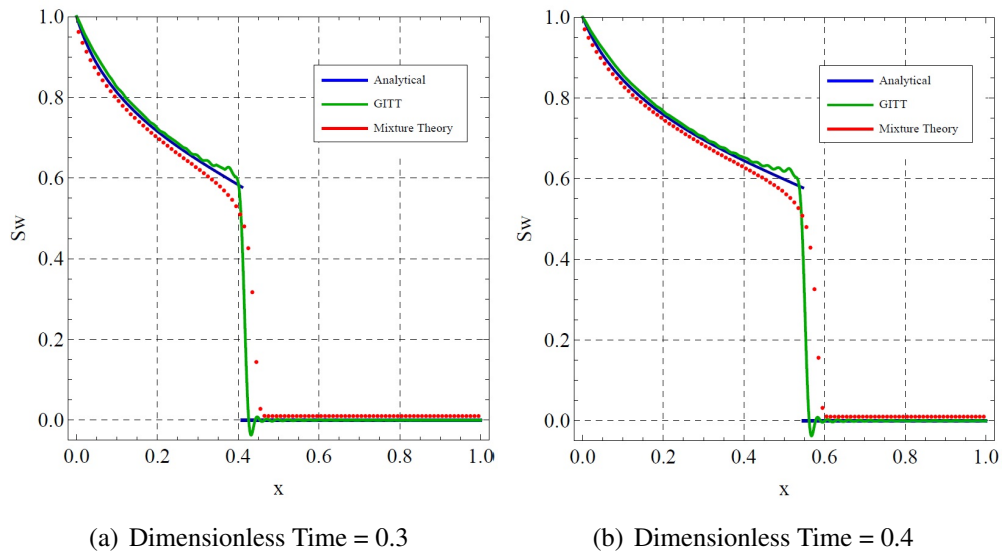 1.0
0.8
0.6
0.4
0.2
0.0
Sw
0.0 0.2 0.4 0.6 0.8 1.0
x
Analytical
GITT
Mixture Theory
(a) Dimensionless Time = 0.3
1.0
0.8
0.6
0.4
0.2
0.0
Sw
0.0 0.2 0.4 0.6 0.8 1.0
x
Analytical
GITT
Mixture Theory
(b) Dimensionless Time = 0.4